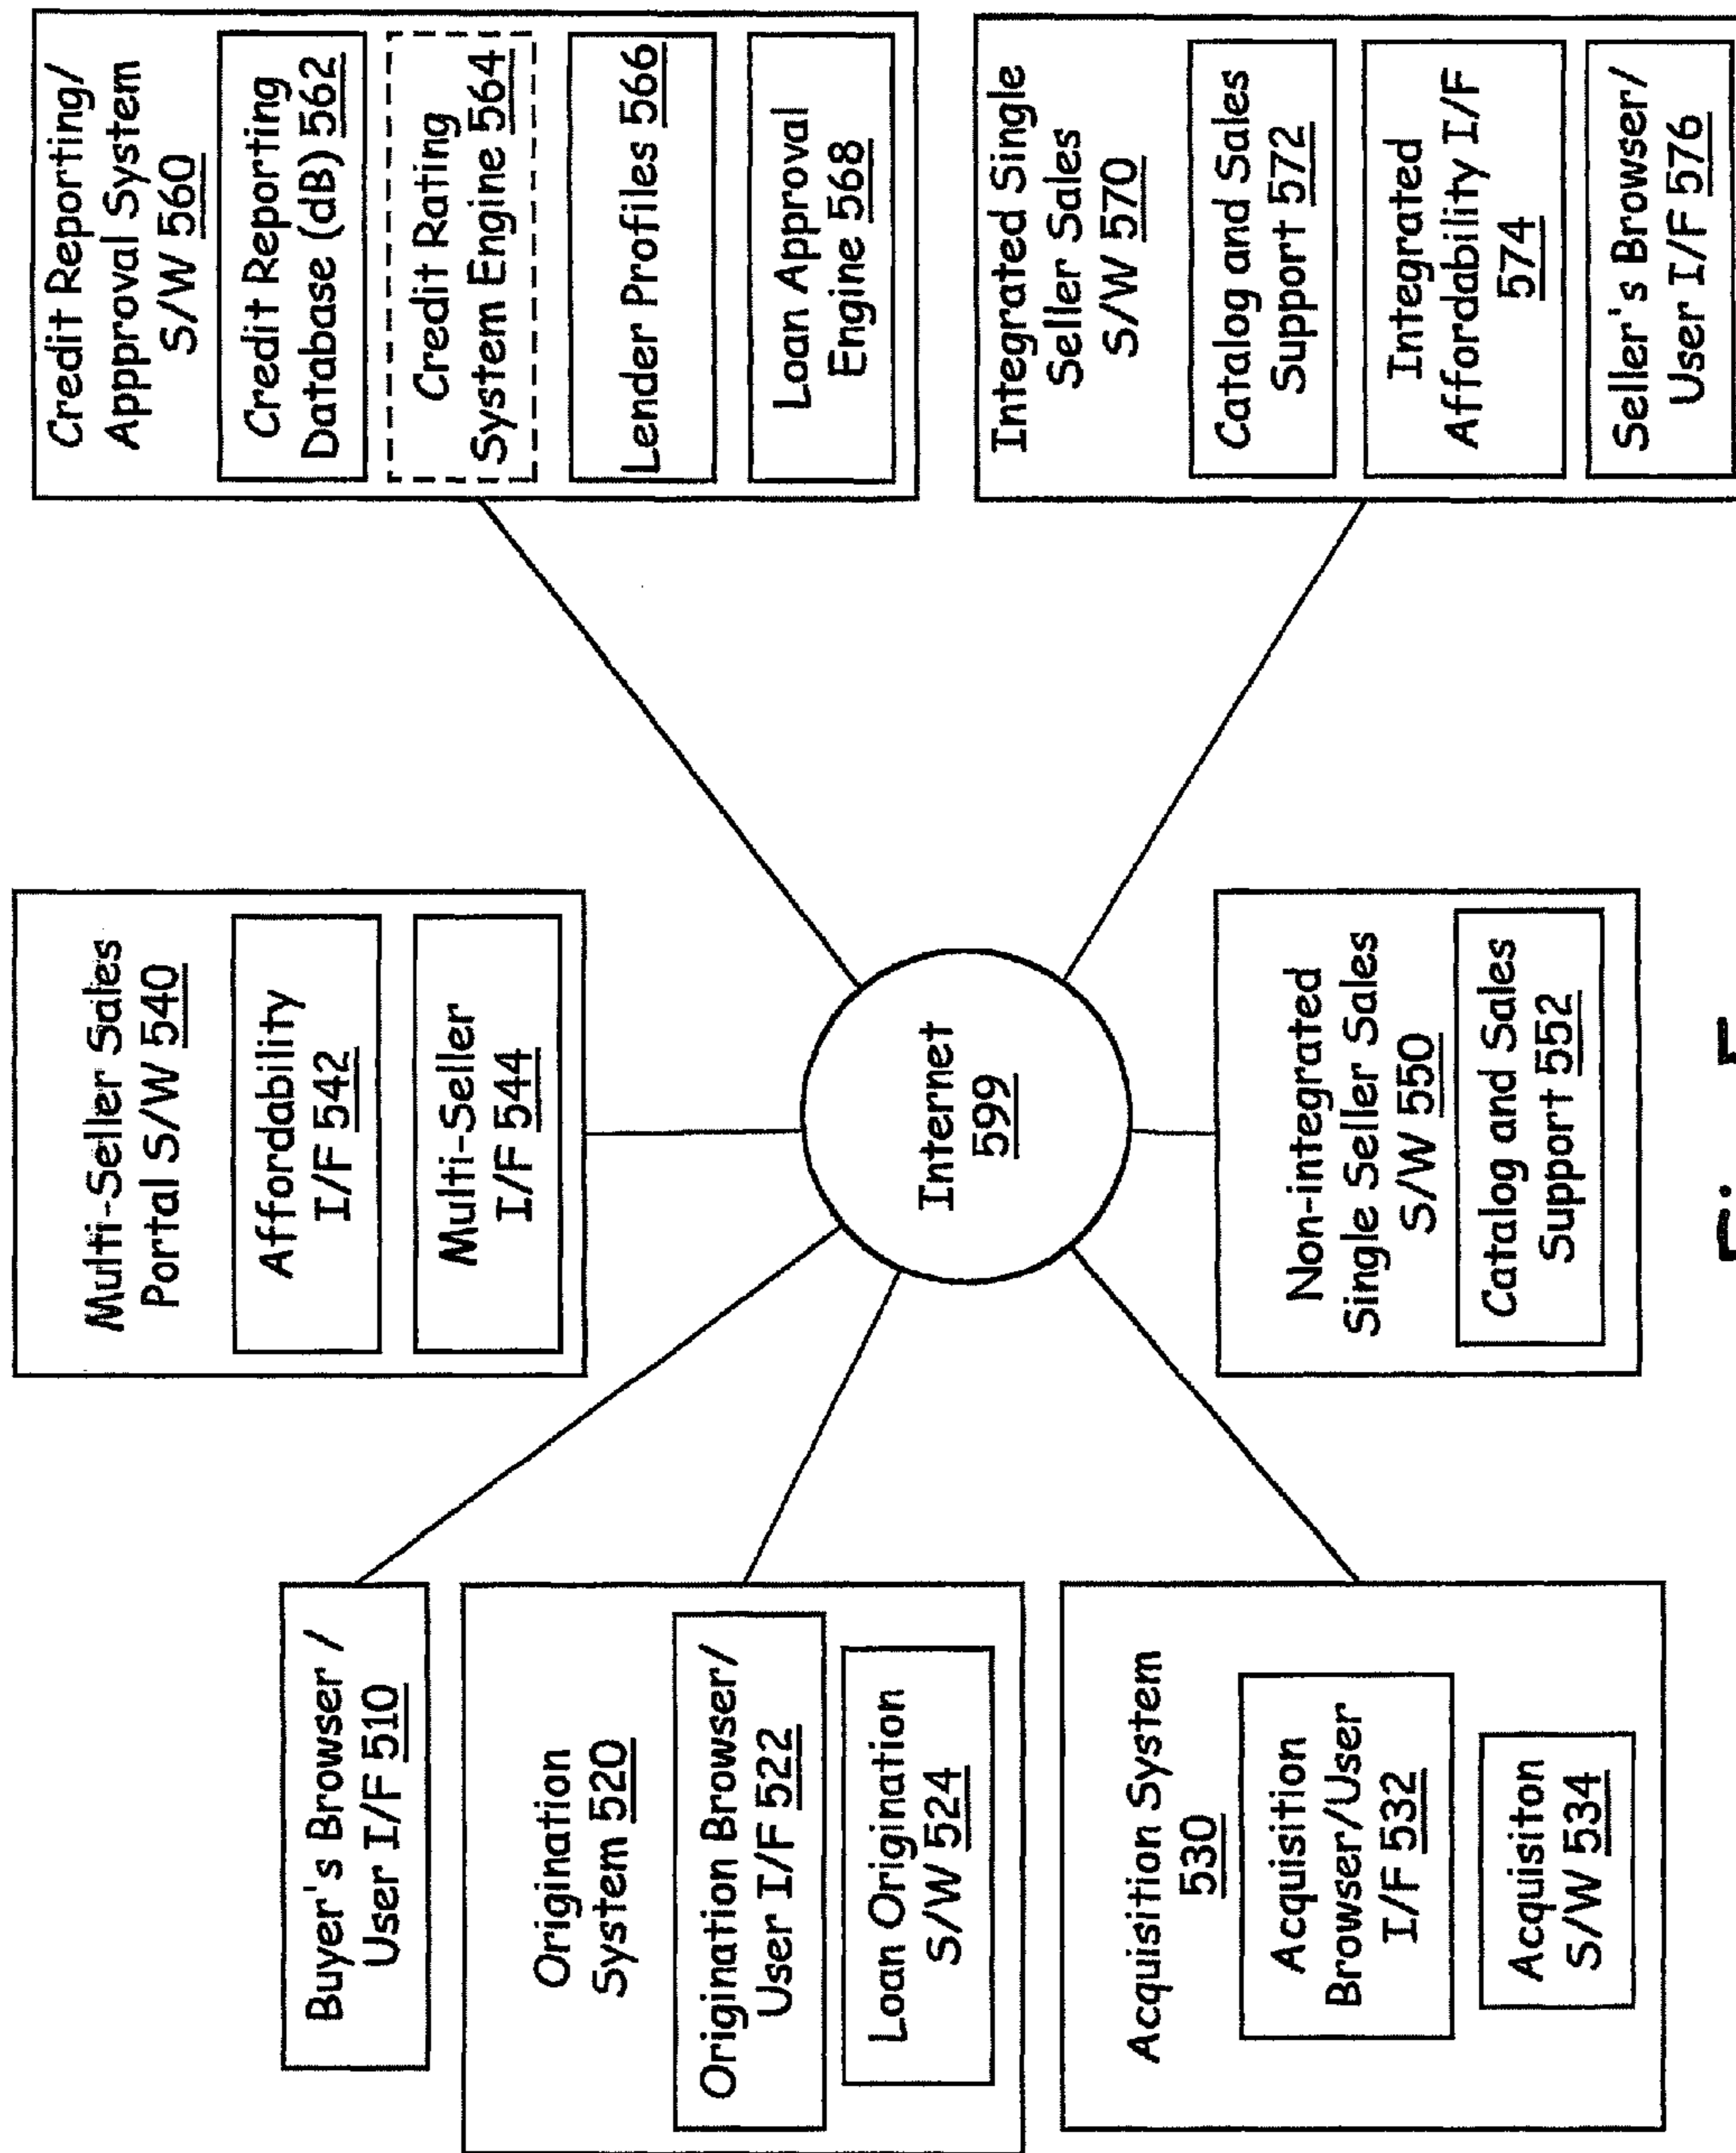 Buyer's Browser /
User I/F 510
Origination
System 520
Origination Browser/
User I/F 522
Loan Origination
S/W 524
Acquisition System
530
Acquisition
Browser/User
I/F 532
Acquisiton
S/W 534
Multi-Seller Sales
Portal S/W 540
Affordability
I/F 542
Multi-Seller
I/F 544
Internet
599
Non-integrated
Single Seller Sales
S/W 550
Catalog and Sales
Support 552
Credit Reporting/
Approval System
S/W 560
Credit Reporting
Database (dB) 562
Credit Rating
System Engine 564
Lender Profiles 566
Loan Approval
Engine 568
Integrated Single
Seller Sales
S/W 570
Catalog and Sales
Support 572
Integrated
Affordability I/F
574
Seller's Browser/
User I/F 576